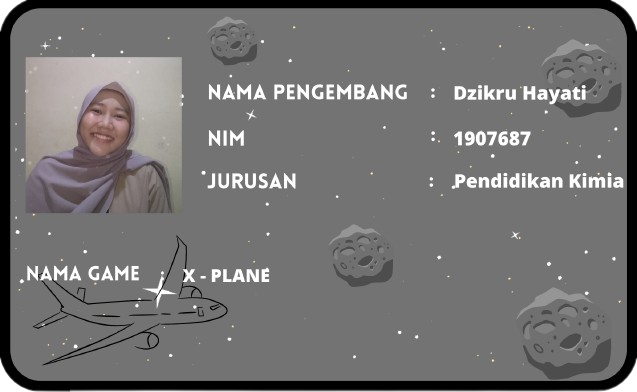 NAMA PENGEMBANG : Dzikru Hayati
NIM : 1907687
JURUSAN : Pendidikan Kimia
NAMA GAME : X - PLANE